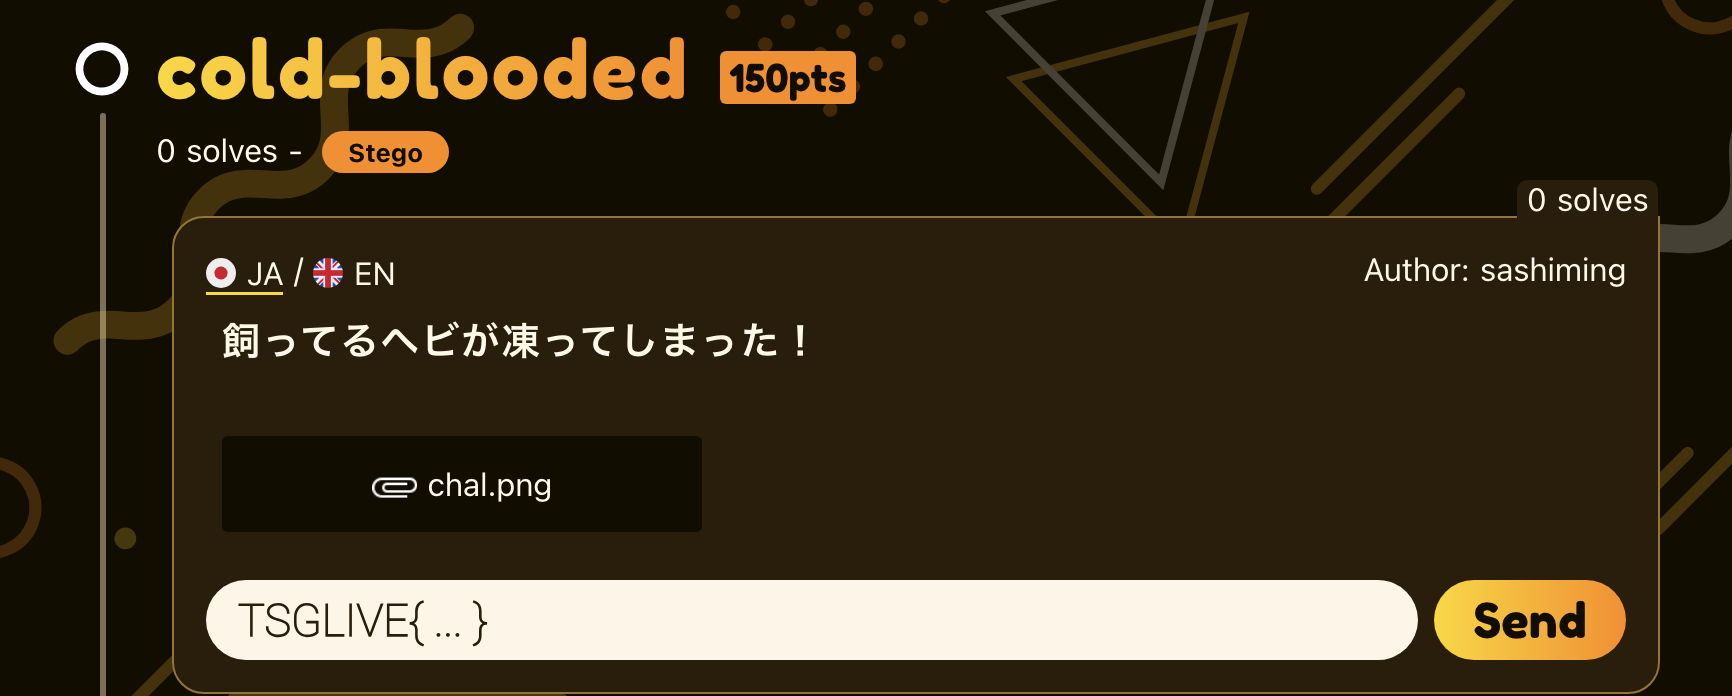 cold-blooded 150pts
0 solves - Stego
0 solves
JA / EN
Author: sashiming
飼ってるヘビが凍ってしまった！
chal.png
TSGLIVE{ ... }
Send